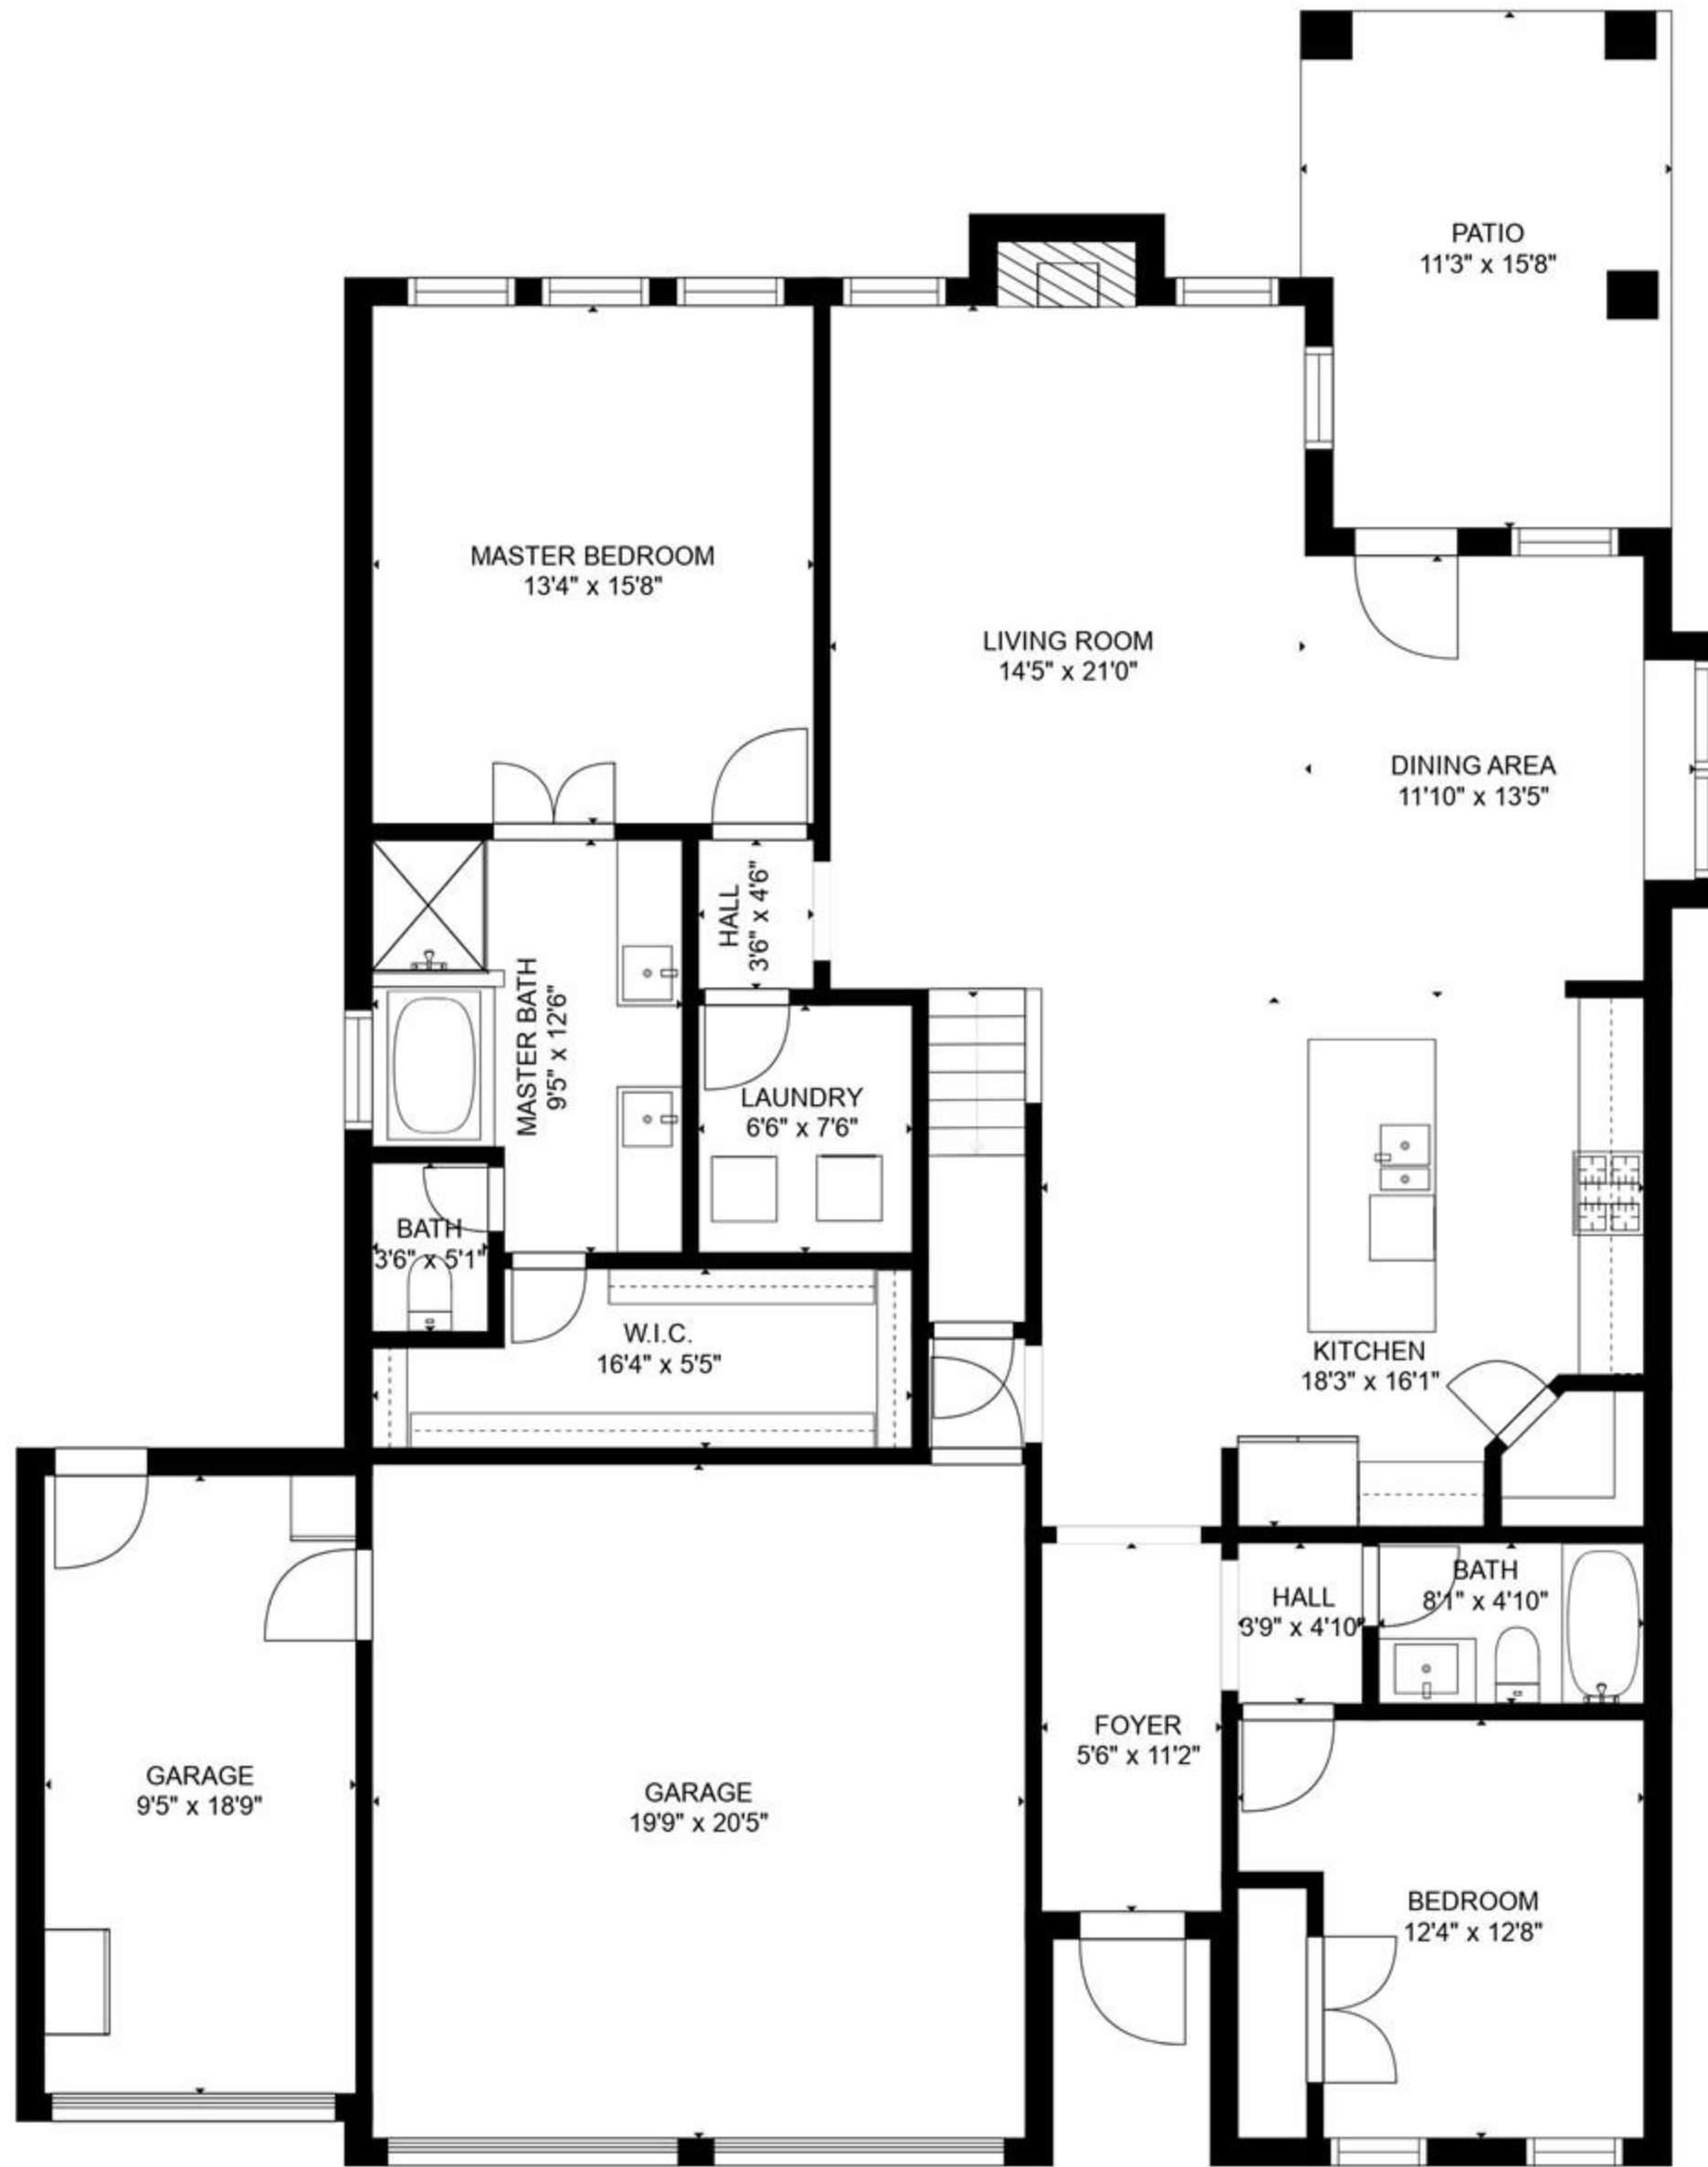 PATIO
11'3" x 15'8"
MASTER BEDROOM
13'4" x 15'8"
LIVING ROOM
14'5" x 21'0"
DINING AREA
11'10" x 13'5"
HALL
3'6" x 4'6"
MASTER BATH
9'5" x 12'6"
LAUNDRY
6'6" x 7'6"
BATH
3'6" x 5'1"
W.I.C.
16'4" x 5'5"
KITCHEN
18'3" x 16'1"
HALL
3'9" x 4'10"
BATH
8'1" x 4'10"
FOYER
5'6" x 11'2"
GARAGE
9'5" x 18'9"
GARAGE
19'9" x 20'5"
BEDROOM
12'4" x 12'8"